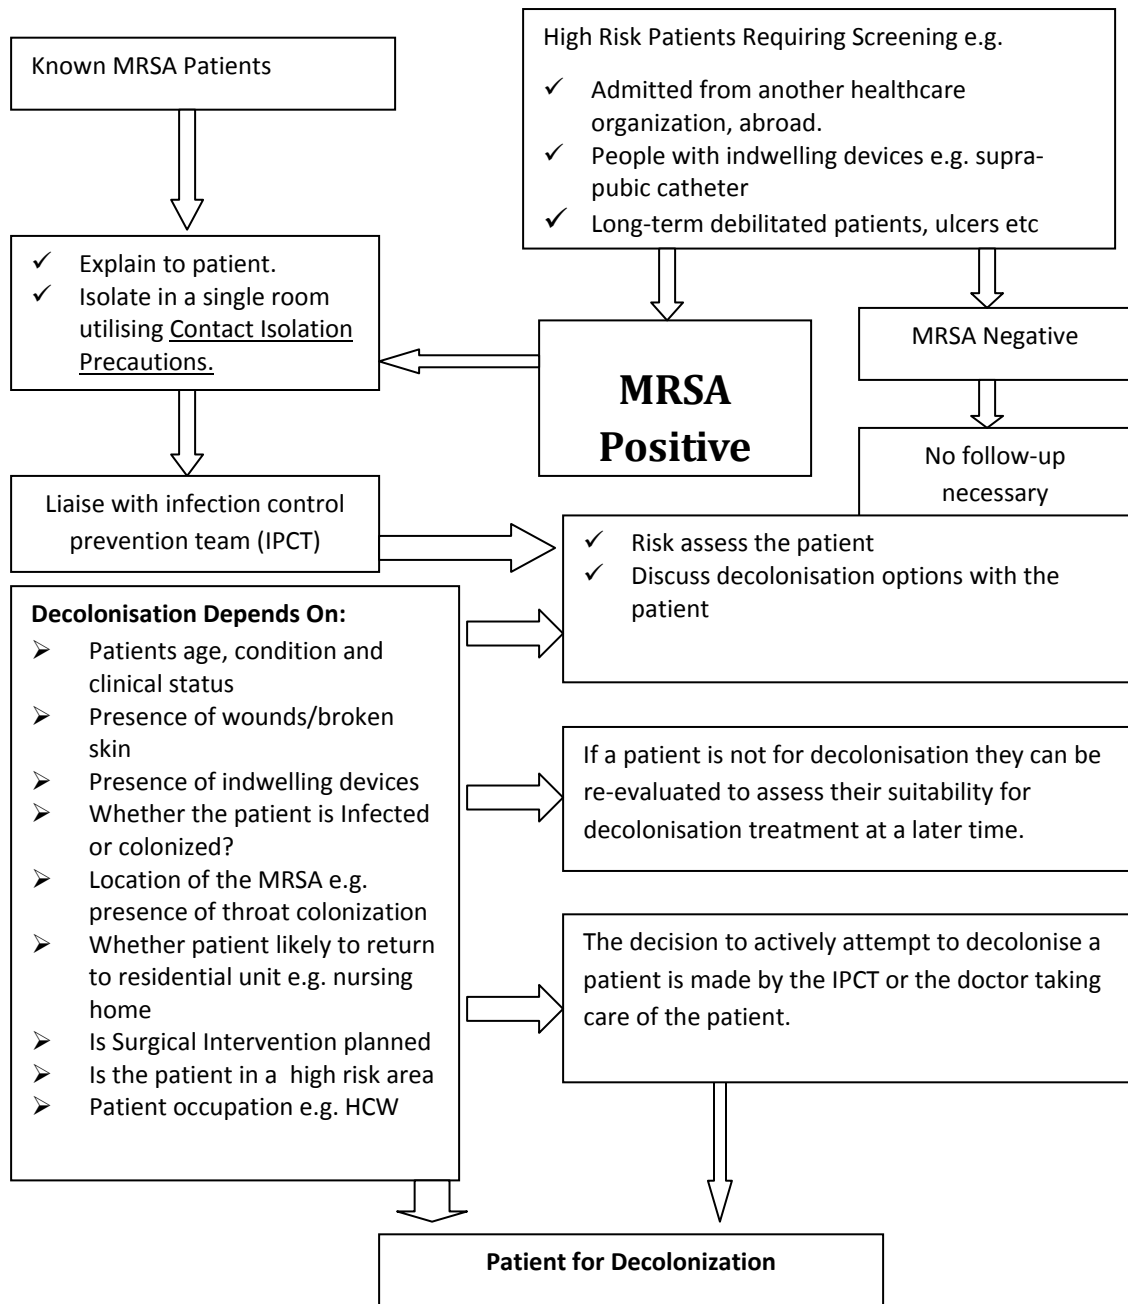 Known MRSA Patients
High Risk Patients Requiring Screening e.g.
✓ Admitted from another healthcare
organization, abroad.
✓ People with indwelling devices e.g. supra-
pubic catheter
✓ Long-term debilitated patients, ulcers etc
✓ Explain to patient.
✓ Isolate in a single room
utilising Contact Isolation
Precautions.
MRSA
Positive
MRSA Negative
No follow-up
necessary
Liaise with infection control
prevention team (IPCT)
✓ Risk assess the patient
✓ Discuss decolonisation options with the
patient
Decolonisation Depends On:
➢ Patients age, condition and
clinical status
➢ Presence of wounds/broken
skin
➢ Presence of indwelling devices
➢ Whether the patient is Infected
or colonized?
➢ Location of the MRSA e.g.
presence of throat colonization
➢ Whether patient likely to return
to residential unit e.g. nursing
home
➢ Is Surgical Intervention planned
➢ Is the patient in a  high risk area
➢ Patient occupation e.g. HCW
If a patient is not for decolonisation they can be
re-evaluated to assess their suitability for
decolonisation treatment at a later time.
The decision to actively attempt to decolonise a
patient is made by the IPCT or the doctor taking
care of the patient.
Patient for Decolonization